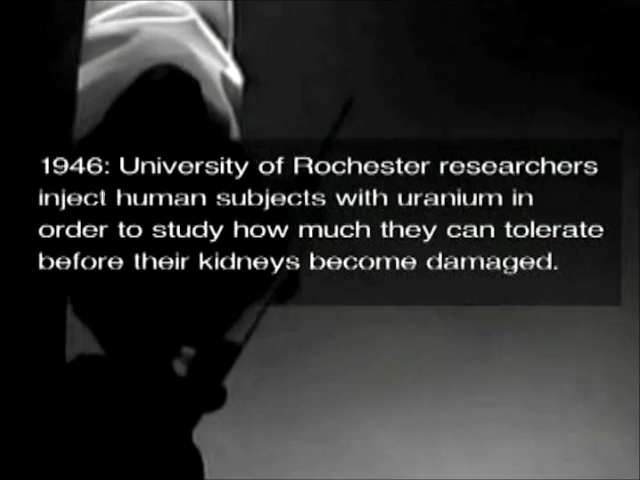 1946: University of Rochester researchers
inject human subjects with uranium in
order to study how much they can tolerate
before their kidneys become damaged.